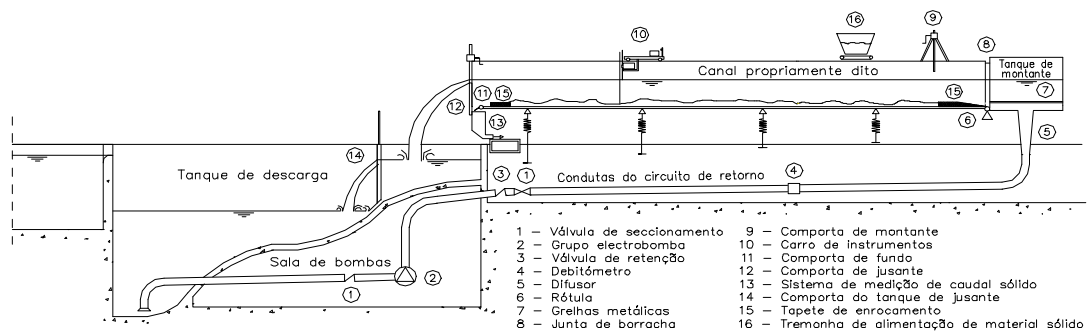 16
9
10
8
Tanque de
montante
Canal propriamente dito
7
11
15
15
12
13
6
5
14
Tanque de descarga
3
1
Condutas do circuito de retorno
4
Sala de bombas
2
1
1 – Válvula de seccionamento
2 – Grupo electrobomba
3 – Válvula de retenção
4 – Debitómetro
5 – Difusor
6 – Rótula
7 – Grelhas metálicas
8 – Junta de borracha
9 – Comporta de montante
10 – Carro de instrumentos
11 – Comporta de fundo
12 – Comporta de jusante
13 – Sistema de medição de caudal sólido
14 – Comporta do tanque de jusante
15 – Tapete de enrocamento
16 – Tremonha de alimentação de material sólido